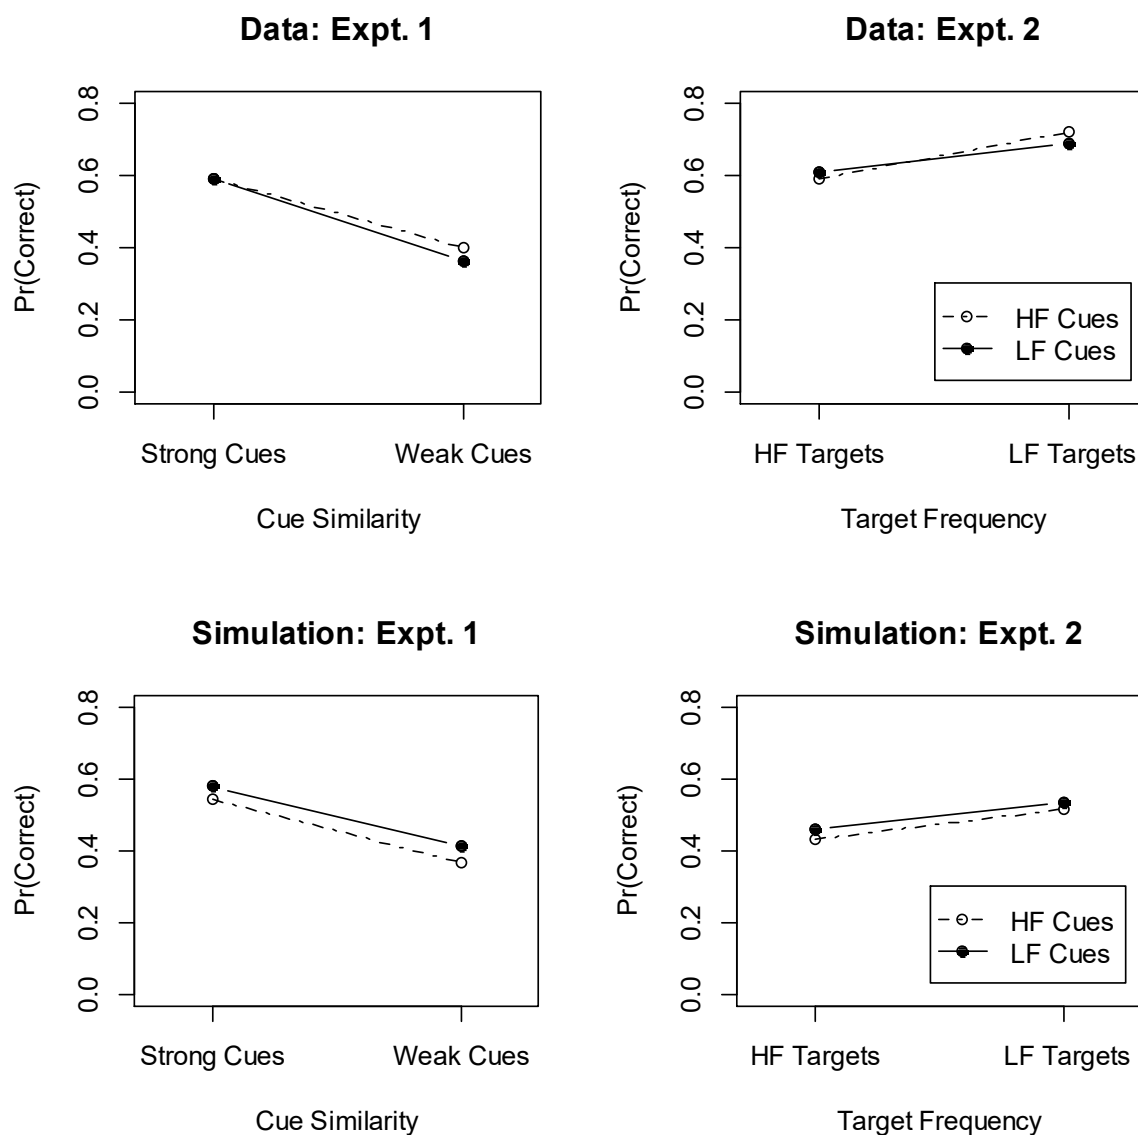 Data: Expt. 1
Pr(Correct)
0.8
0.6
0.4
0.2
0.0
Strong Cues
Weak Cues
Cue Similarity
Data: Expt. 2
Pr(Correct)
0.8
0.6
0.4
0.2
0.0
HF Cues
LF Cues
HF Targets
LF Targets
Target Frequency
Simulation: Expt. 1
Pr(Correct)
0.8
0.6
0.4
0.2
0.0
Strong Cues
Weak Cues
Cue Similarity
Simulation: Expt. 2
Pr(Correct)
0.8
0.6
0.4
0.2
0.0
HF Cues
LF Cues
HF Targets
LF Targets
Target Frequency